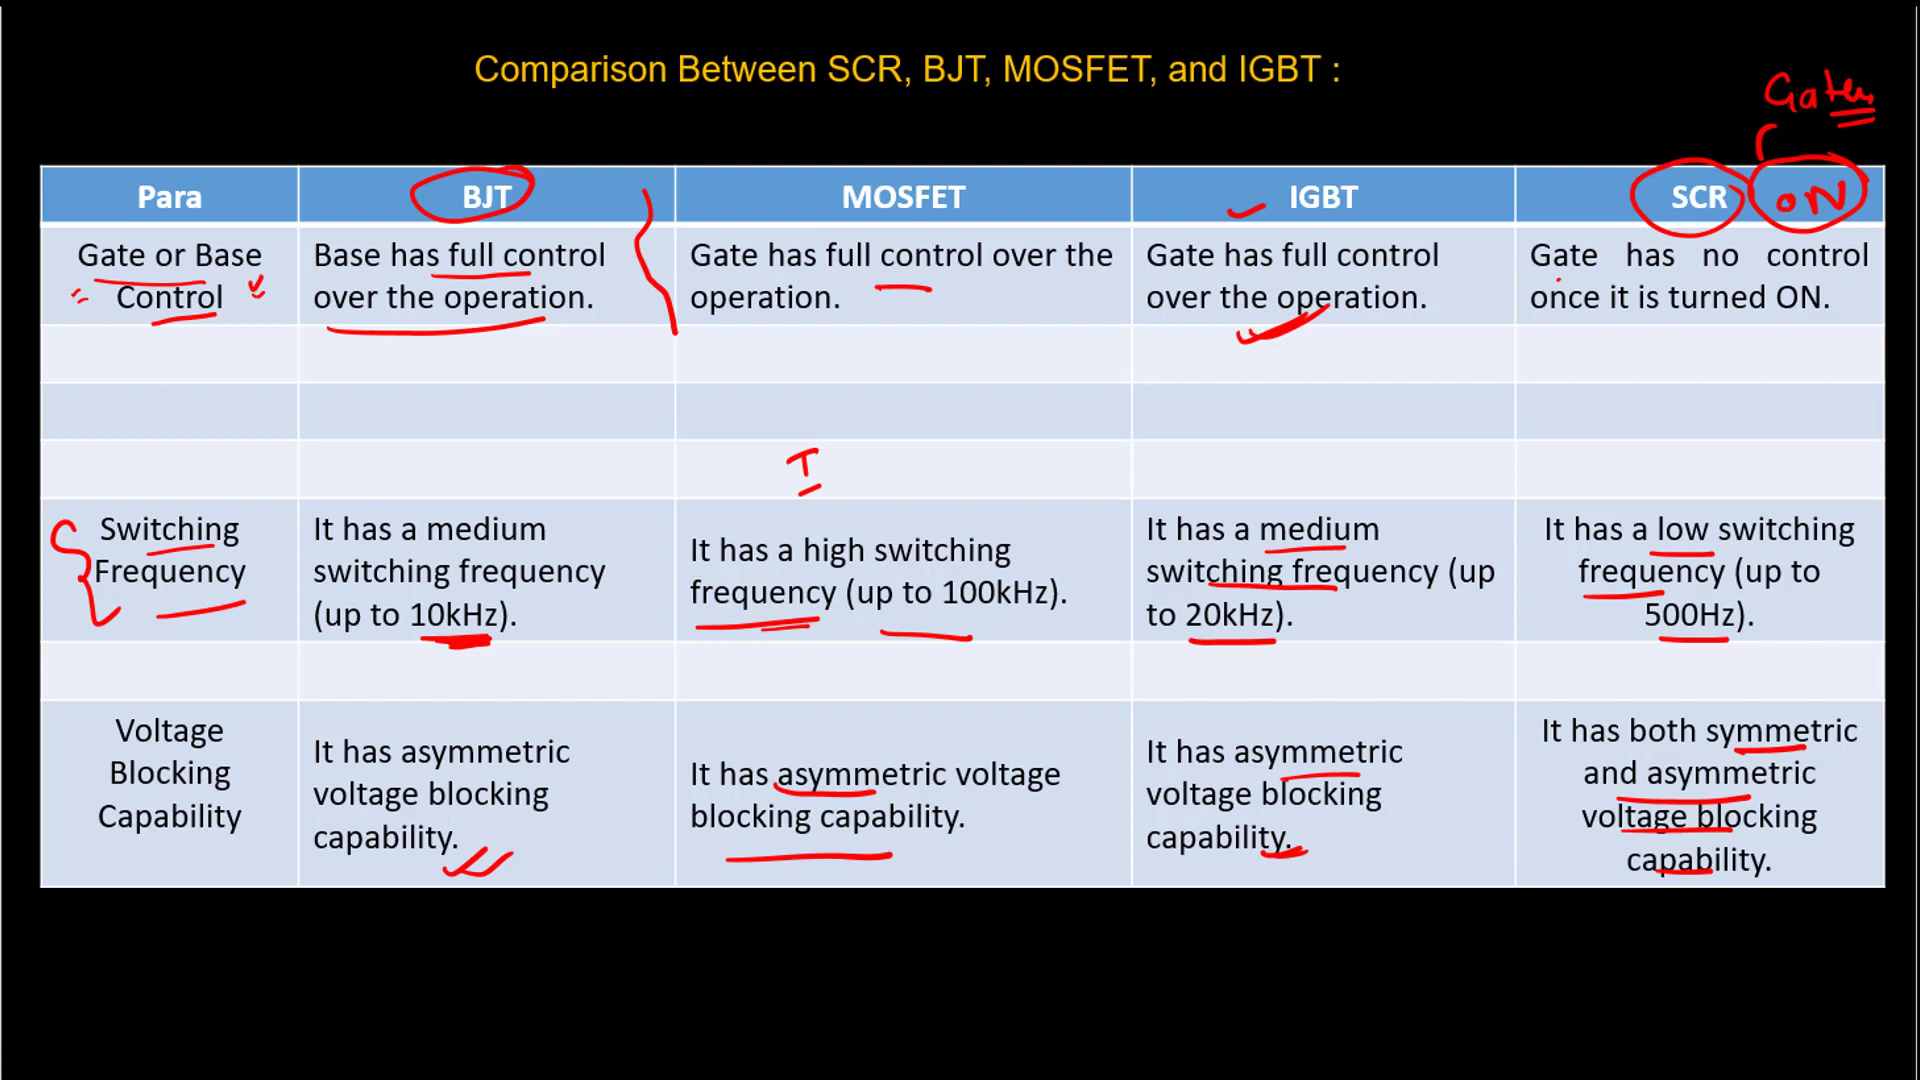 Comparison Between SCR, BJT, MOSFET, and IGBT :
Gate
Para BJT MOSFET IGBT SCR ON
Gate or Base
Control
Base has full control
over the operation.
Gate has full control over the
operation.
Gate has full control
over the operation.
Gate has no control
once it is turned ON.
I
Switching
Frequency
It has a medium
switching frequency
(up to 10kHz).
It has a high switching
frequency (up to 100kHz).
It has a medium
switching frequency (up
to 20kHz).
It has a low switching
frequency (up to
500Hz).
Voltage
Blocking
Capability
It has asymmetric
voltage blocking
capability.
It has asymmetric voltage
blocking capability.
It has asymmetric
voltage blocking
capability.
It has both symmetric
and asymmetric
voltage blocking
capability.